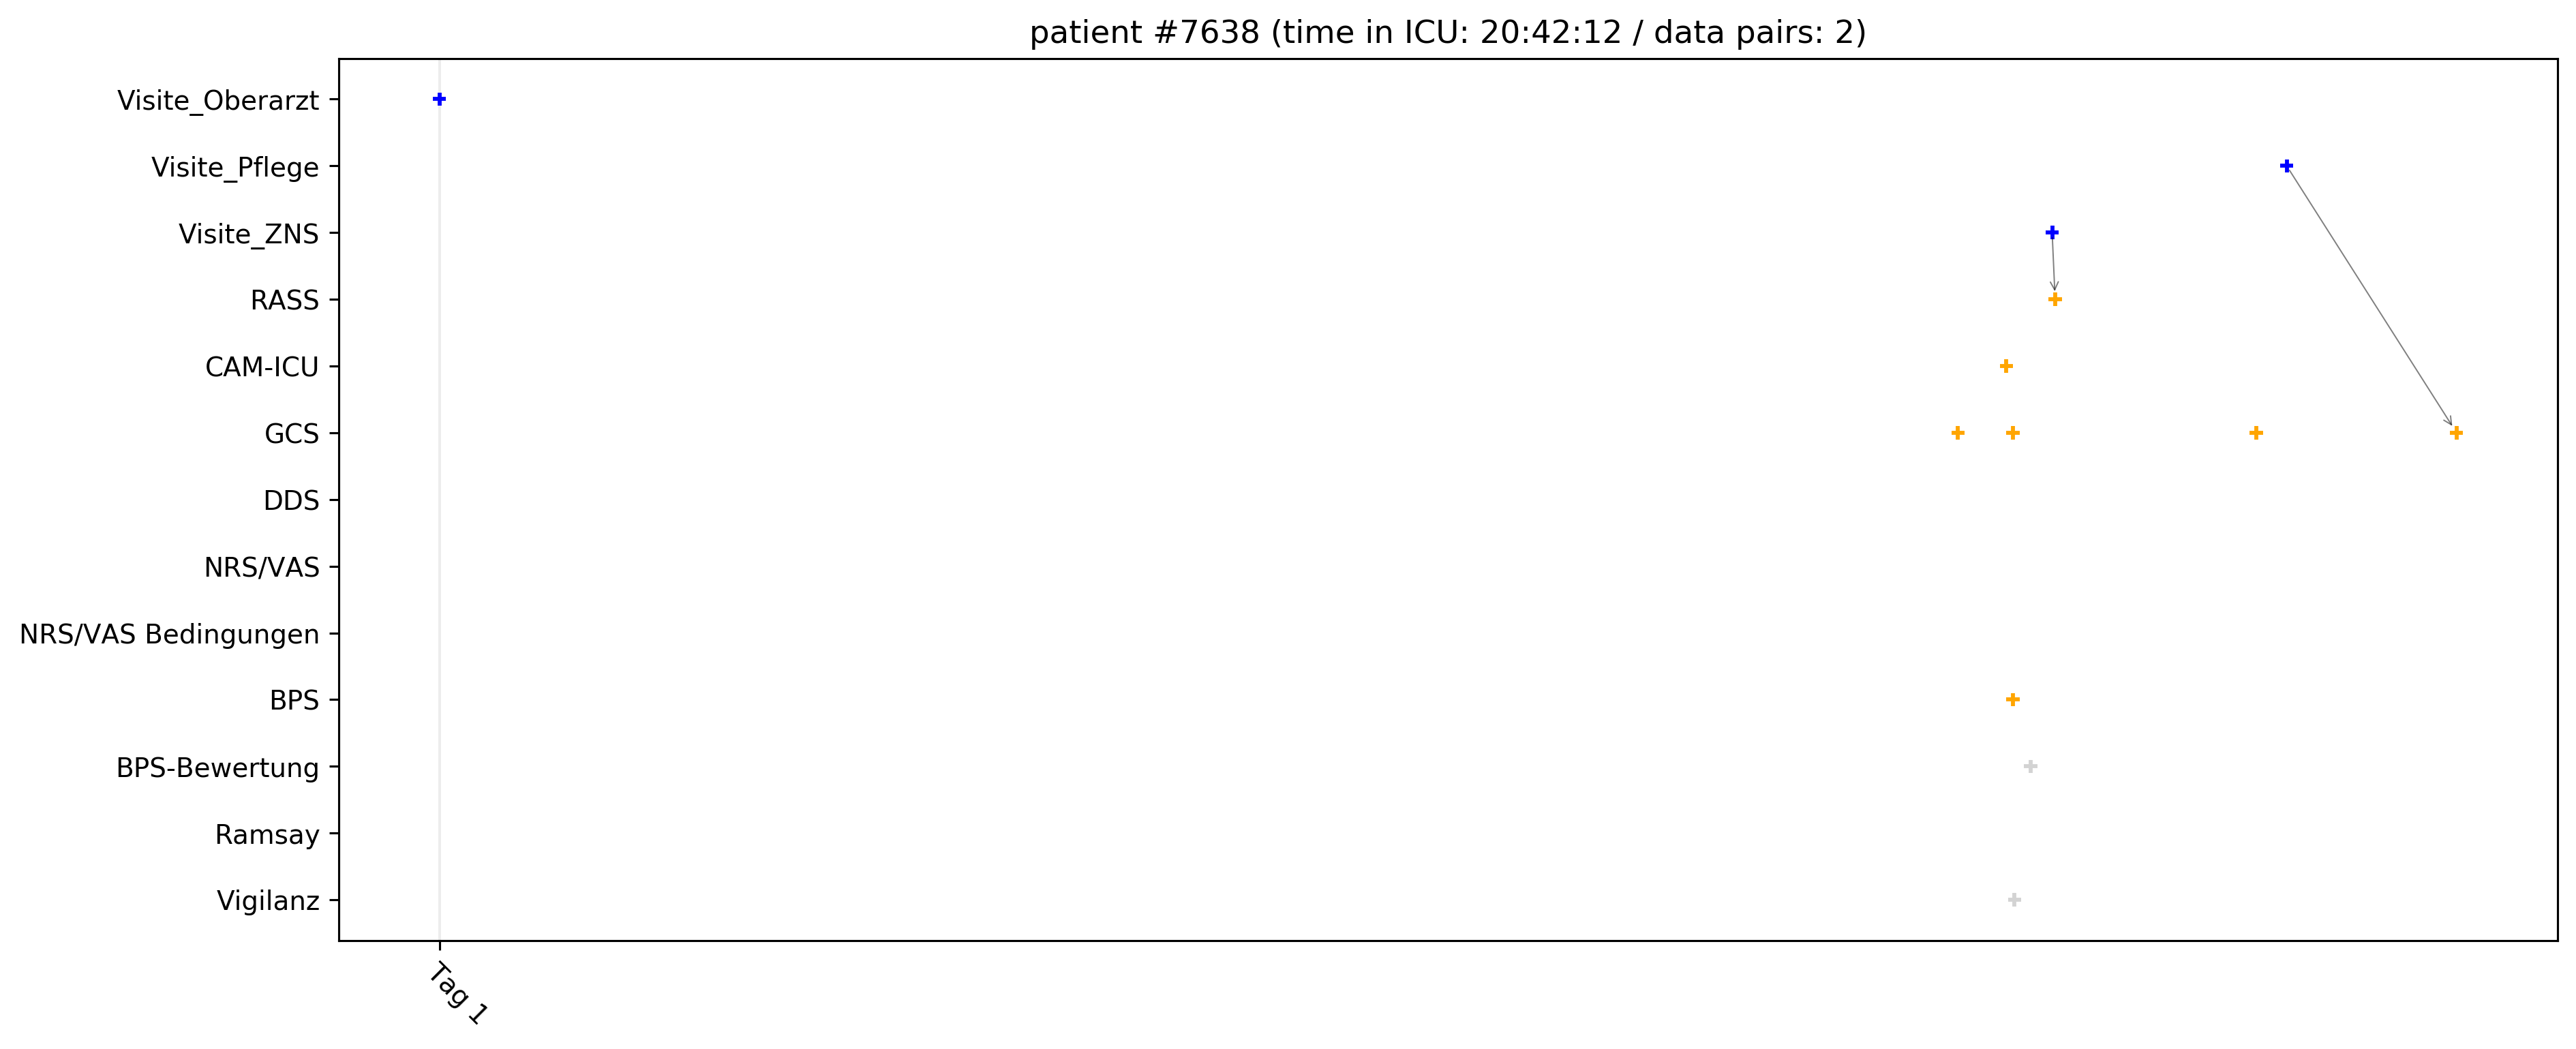 patient #7638 (time in ICU: 20:42:12 / data pairs: 2)
Visite_Oberarzt
Visite_Pflege
Visite_ZNS
RASS
CAM-ICU
GCS
DDS
NRS/VAS
NRS/VAS Bedingungen
BPS
BPS-Bewertung
Ramsay
Vigilanz
Tag 1